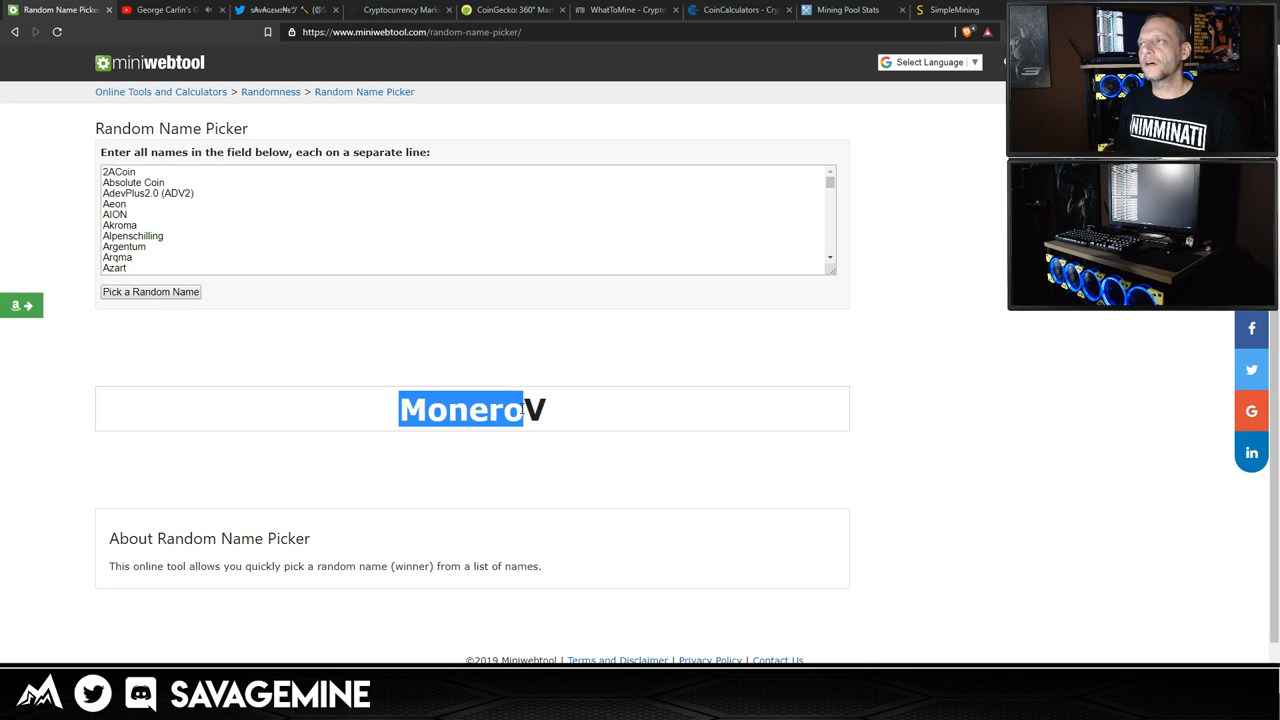 Random Name Picke
George Carlin's G
sᴀᴠᴀɢᴇᴍɪɴᴇ
Cryptocurrency Mark
CoinGecko: 360° Mar
WhatToMine - Crypto
CoinCalculators - Cry
Mining Pool Stats
SimpleMining
https://www.miniwebtool.com/random-name-picker/
miniwebtool
Select Language ▼
Online Tools and Calculators > Randomness > Random Name Picker
Random Name Picker
Enter all names in the field below, each on a separate line:
2ACoin
Absolute Coin
AdevPlus2.0 (ADV2)
Aeon
AION
Akroma
Alpenschilling
Argentum
Arqma
Azart
Pick a Random Name
MoneroV
About Random Name Picker
This online tool allows you quickly pick a random name (winner) from a list of names.
©2019 Miniwebtool | Terms and Disclaimer | Privacy Policy | Contact Us
NIMMINATI
SAVAGEMINE